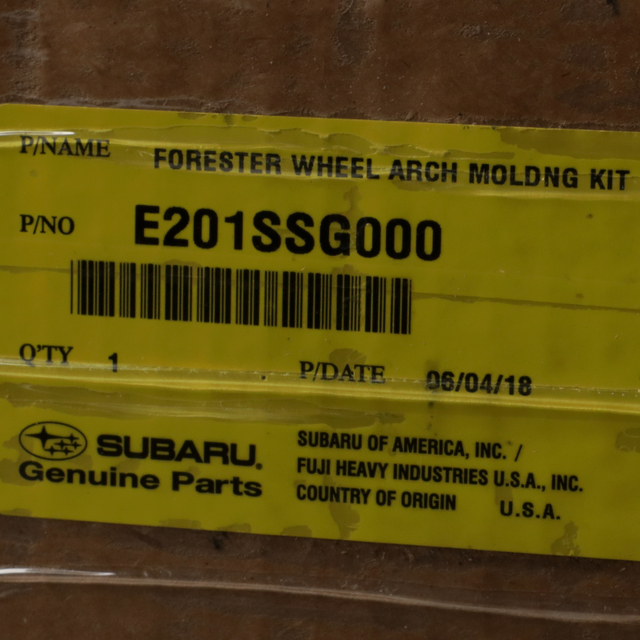 P/NAME FORESTER WHEEL ARCH MOLDNG KIT
P/NO E201SSG000
Q'TY 1 P/DATE 06/04/18
SUBARU.
Genuine Parts
SUBARU OF AMERICA, INC. /
FUJI HEAVY INDUSTRIES U.S.A., INC.
COUNTRY OF ORIGIN U.S.A.